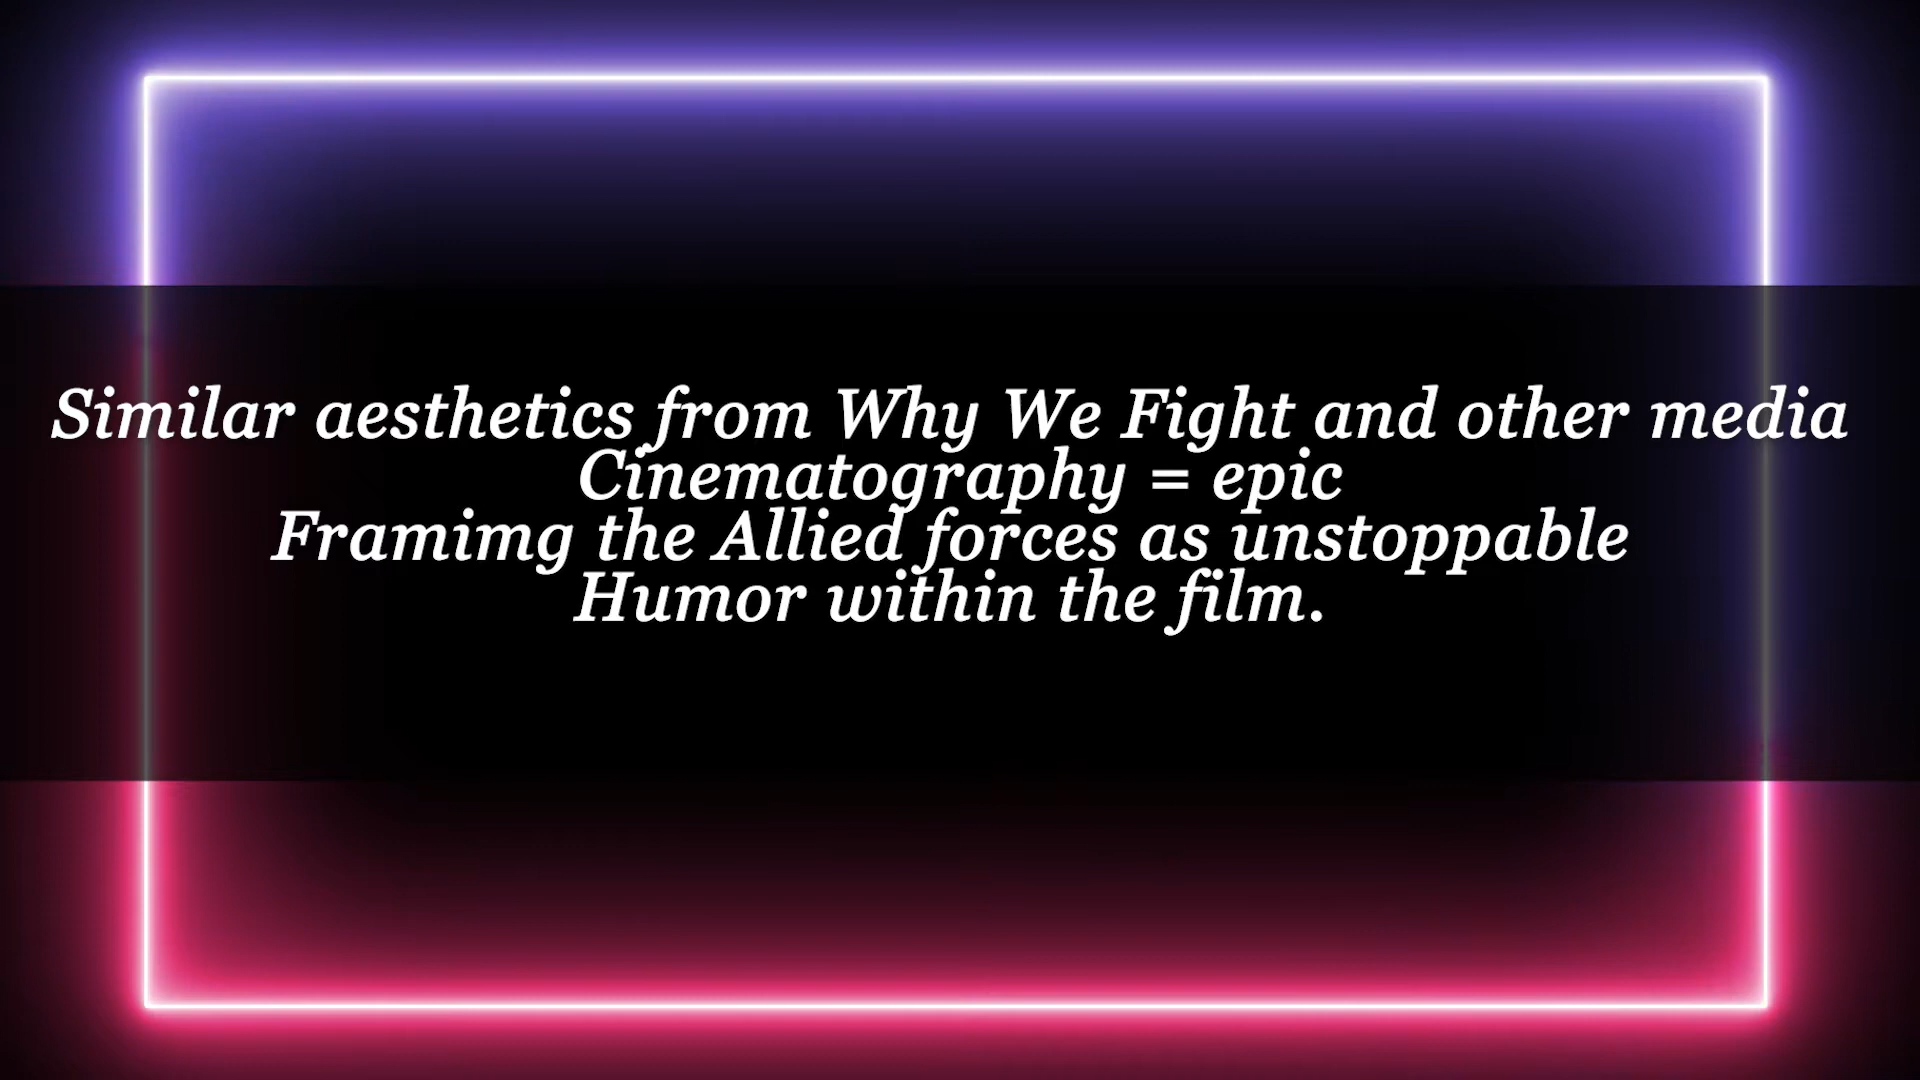 Similar aesthetics from Why We Fight and other media
Cinematography = epic
Framimg the Allied forces as unstoppable
Humor within the film.